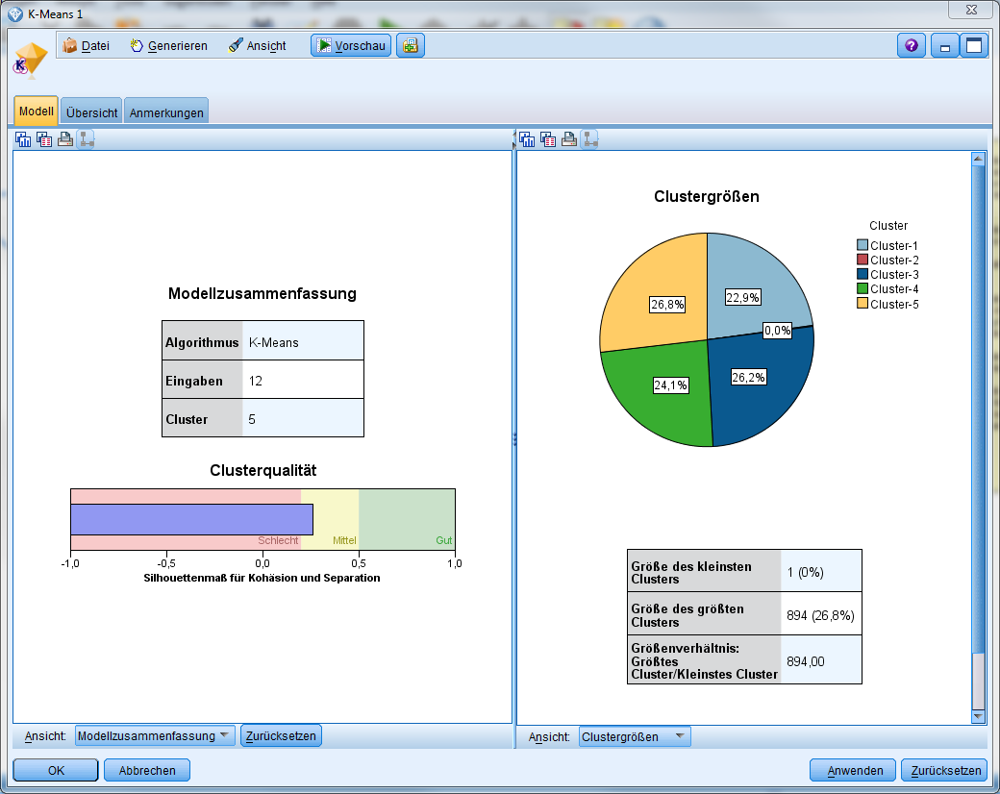 K-Means 1
Datei Generieren Ansicht Vorschau
Modell Übersicht Anmerkungen
Modellzusammenfassung
Algorithmus K-Means
Eingaben 12
Cluster 5
Clusterqualität
Schlecht Mittel Gut
-1,0 -0,5 0,0 0,5 1,0
Silhouettenmaß für Kohäsion und Separation
Ansicht: Modellzusammenfassung Zurücksetzen
Clustergrößen
Cluster
Cluster-1
Cluster-2
Cluster-3
Cluster-4
Cluster-5
22,9%
26,8%
0,0%
26,2%
24,1%
Größe des kleinsten
Clusters
1 (0%)
Größe des größten
Clusters
894 (26,8%)
Größenverhältnis:
Größtes
Cluster/Kleinstes Cluster
894,00
Ansicht: Clustergrößen
OK Abbrechen Anwenden Zurücksetzen